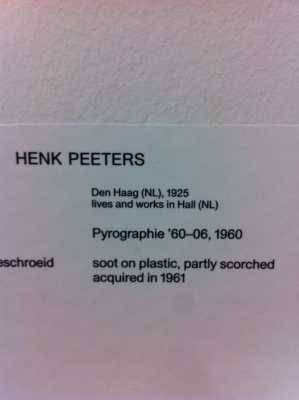 HENK PEETERS
Den Haag (NL), 1925
lives and works in Hall (NL)
Pyrographie '60–06, 1960
eschroeid soot on plastic, partly scorched
acquired in 1961